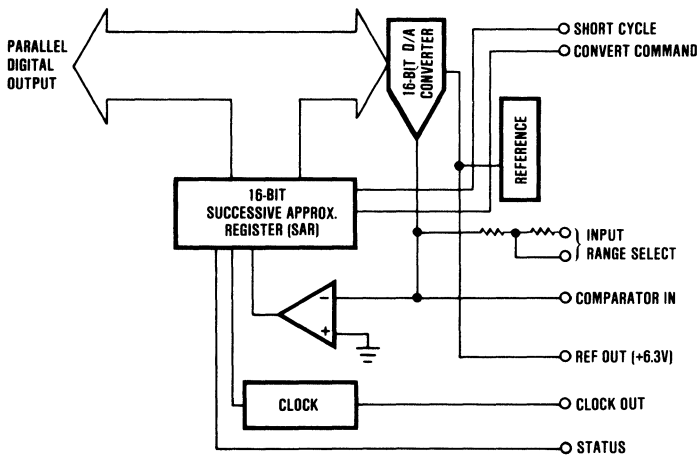 PARALLEL
DIGITAL
OUTPUT
16-BIT D/A
CONVERTER
SHORT CYCLE
CONVERT COMMAND
REFERENCE
16-BIT
SUCCESSIVE APPROX.
REGISTER (SAR)
INPUT
RANGE SELECT
–
+
COMPARATOR IN
REF OUT (+6.3V)
CLOCK
CLOCK OUT
STATUS